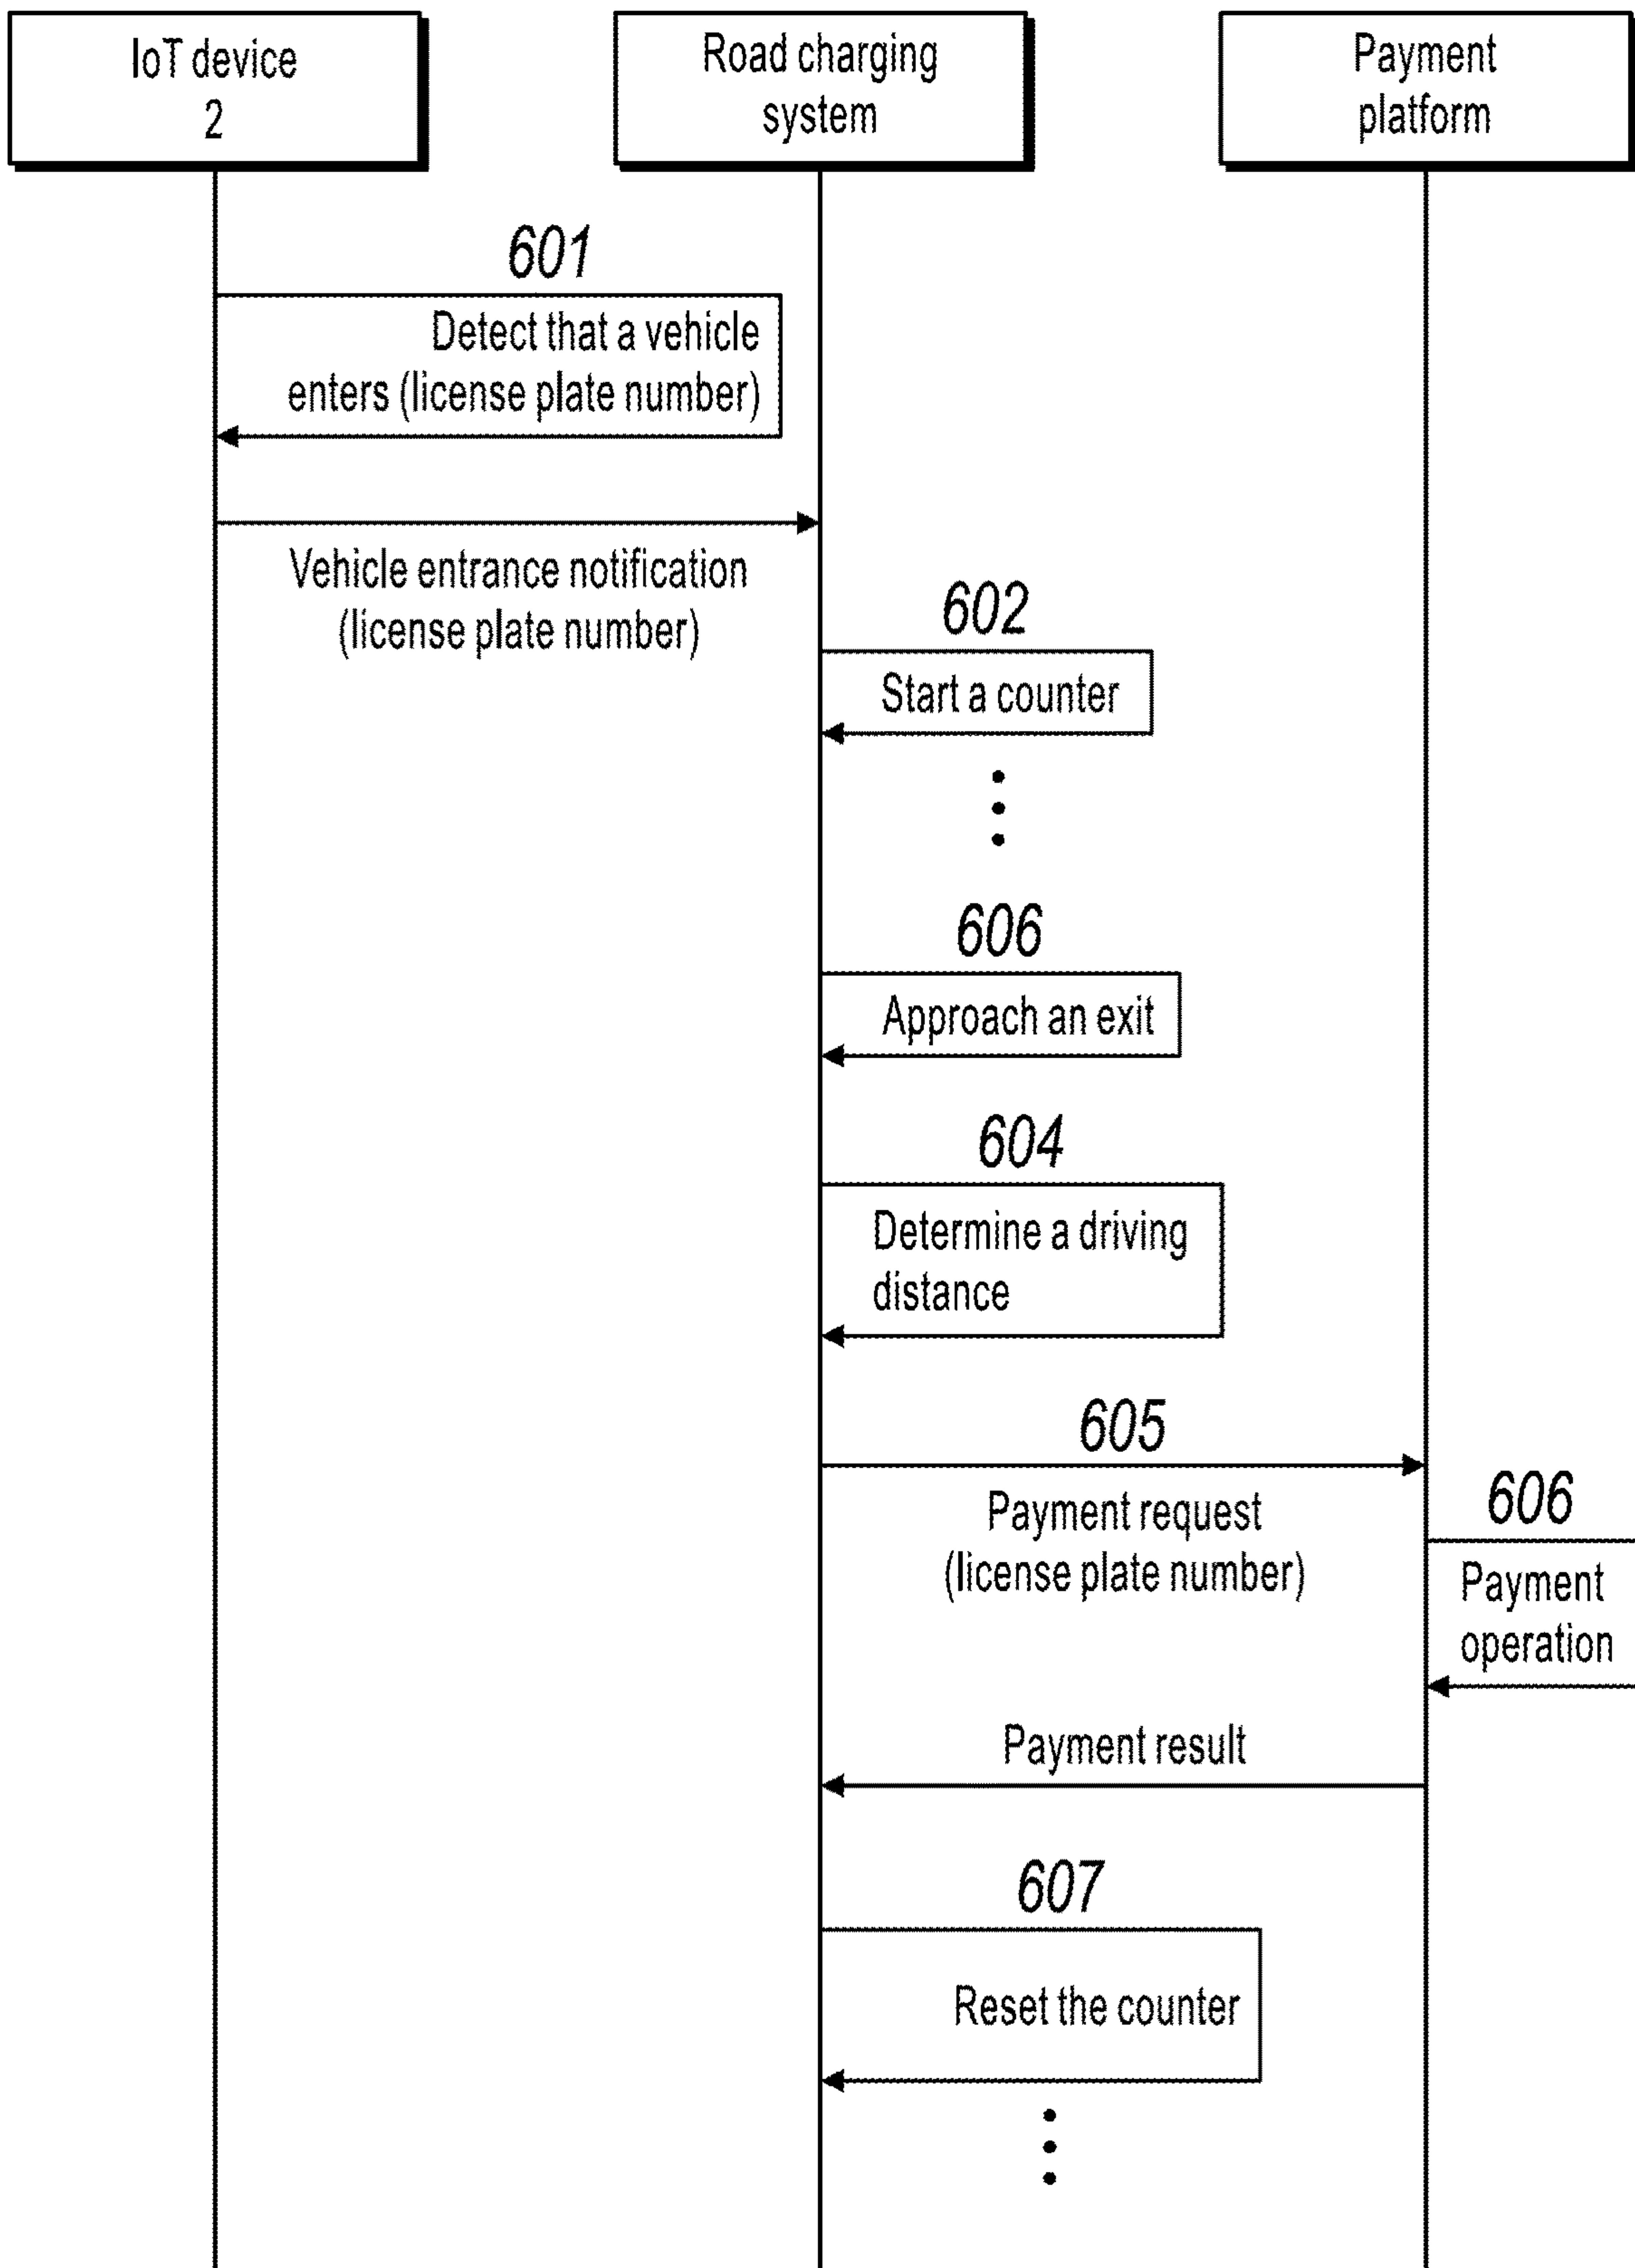 IoT device
2
Road charging
system
Payment
platform
601
Detect that a vehicle
enters (license plate number)
Vehicle entrance notification
(license plate number)
602
Start a counter
606
Approach an exit
604
Determine a driving
distance
605
Payment request
(license plate number)
606
Payment
operation
Payment result
607
Reset the counter